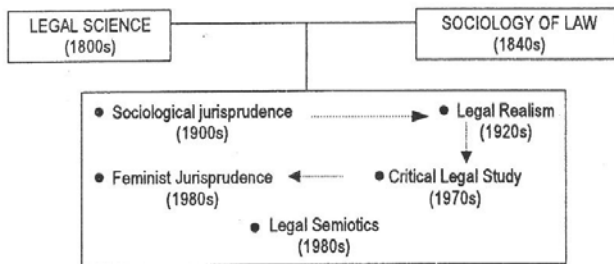 LEGAL SCIENCE
(1800s)
SOCIOLOGY OF LAW
(1840s)
● Sociological jurisprudence
(1900s)
● Legal Realism
(1920s)
● Feminist Jurisprudence
(1980s)
● Critical Legal Study
(1970s)
● Legal Semiotics
(1980s)